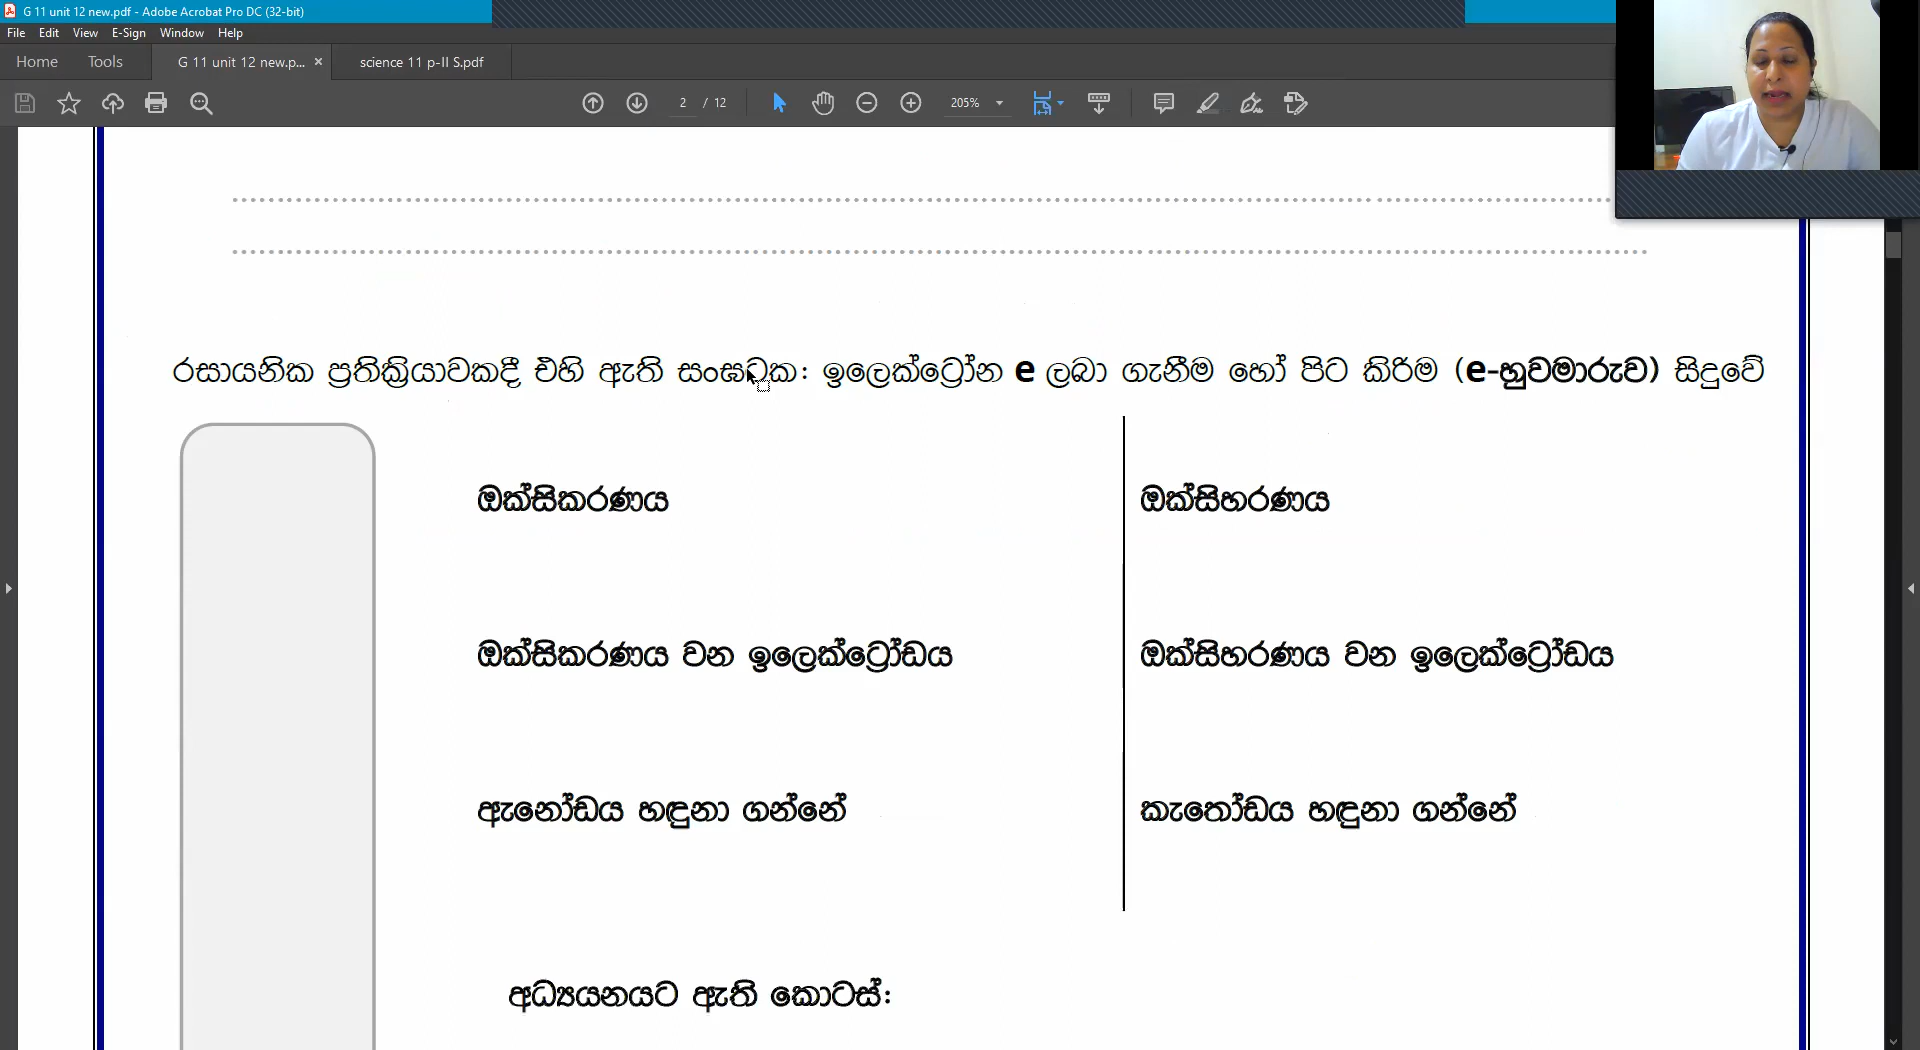 G 11 unit 12 new.pdf - Adobe Acrobat Pro DC (32-bit)
File Edit View E-Sign Window Help
Home Tools G 11 unit 12 new.p... × science 11 p-II S.pdf
2 / 12 205%
රසායනික ප්‍රතික්‍රියාවකදී එහි ඇති සංඝටක: ඉලෙක්ට්‍රෝන e ලබා ගැනීම හෝ පිට කිරිම (e-හුවමාරුව) සිදුවේ
ඔක්සිකරණය ඔක්සිහරණය
ඔක්සිකරණය වන ඉලෙක්ට්‍රෝඩය ඔක්සිහරණය වන ඉලෙක්ට්‍රෝඩය
ඇනෝඩය හඳුනා ගන්නේ කැතෝඩය හඳුනා ගන්නේ
අධ්‍යයනයට ඇති කොටස්: